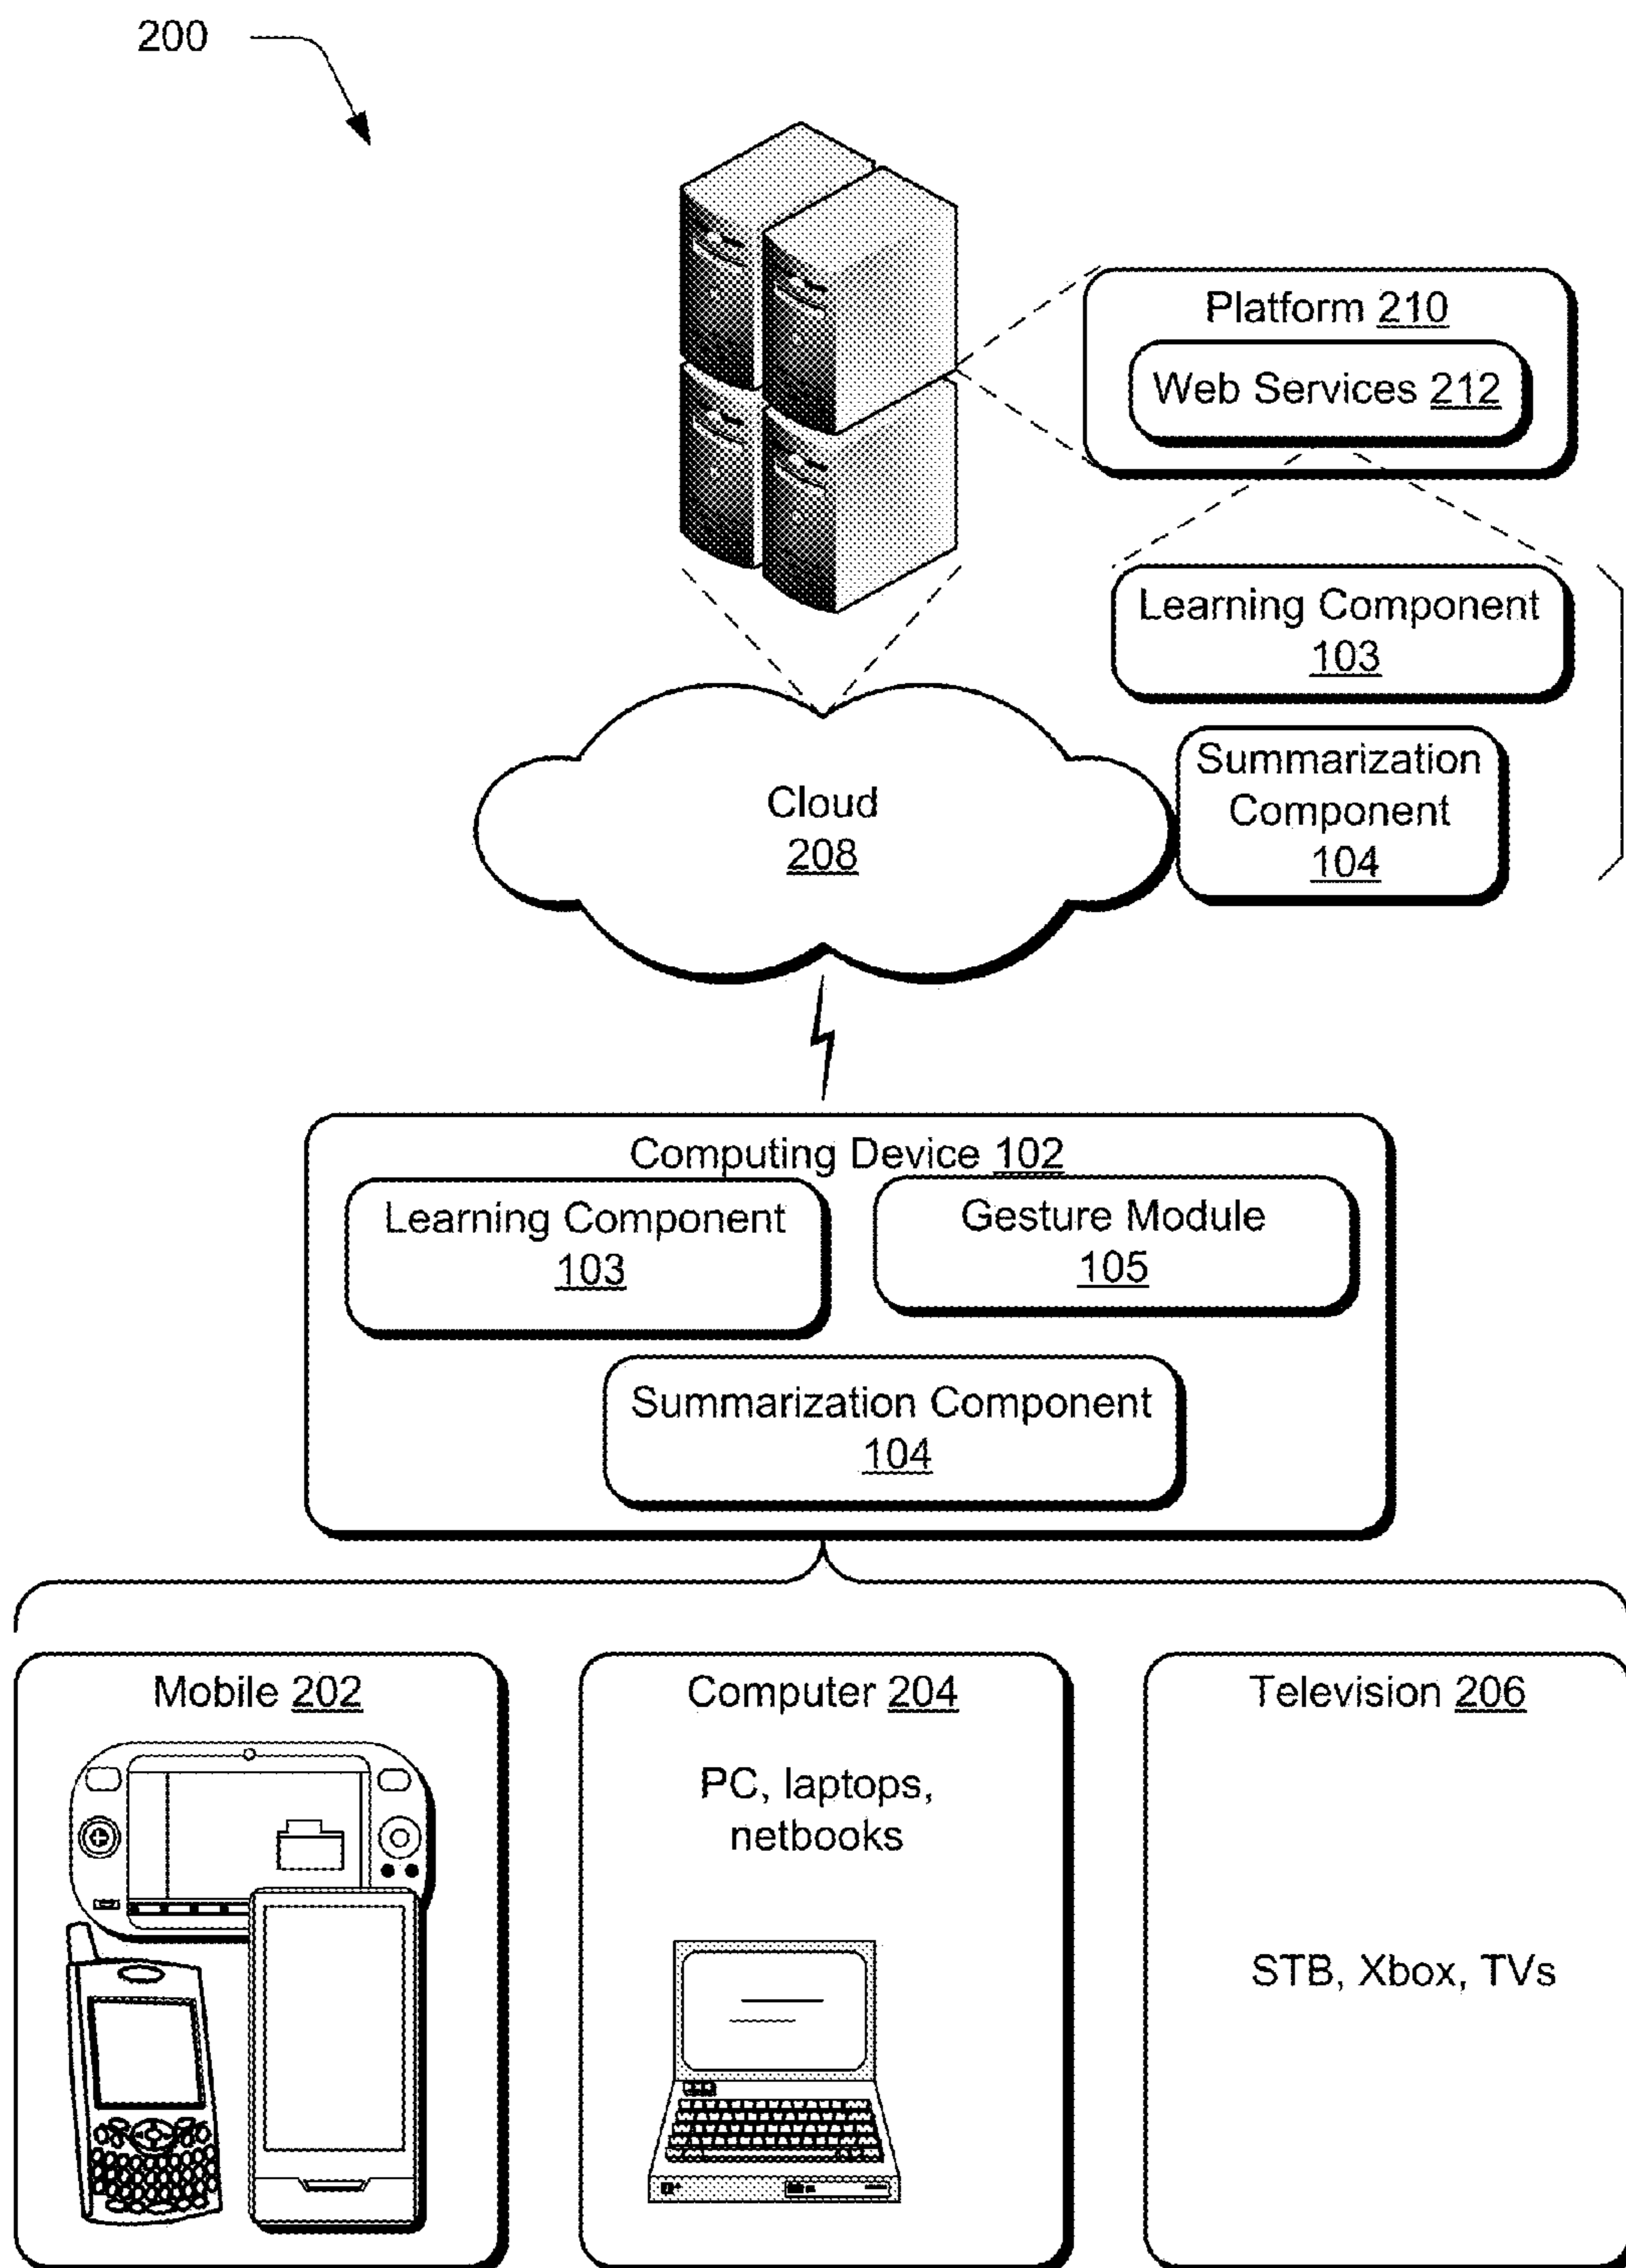 200
Platform 210
Web Services 212
Learning Component
103
Summarization
Component
104
Cloud
208
Computing Device 102
Learning Component
103
Gesture Module
105
Summarization Component
104
Mobile 202
Computer 204
PC, laptops,
netbooks
Television 206
STB, Xbox, TVs